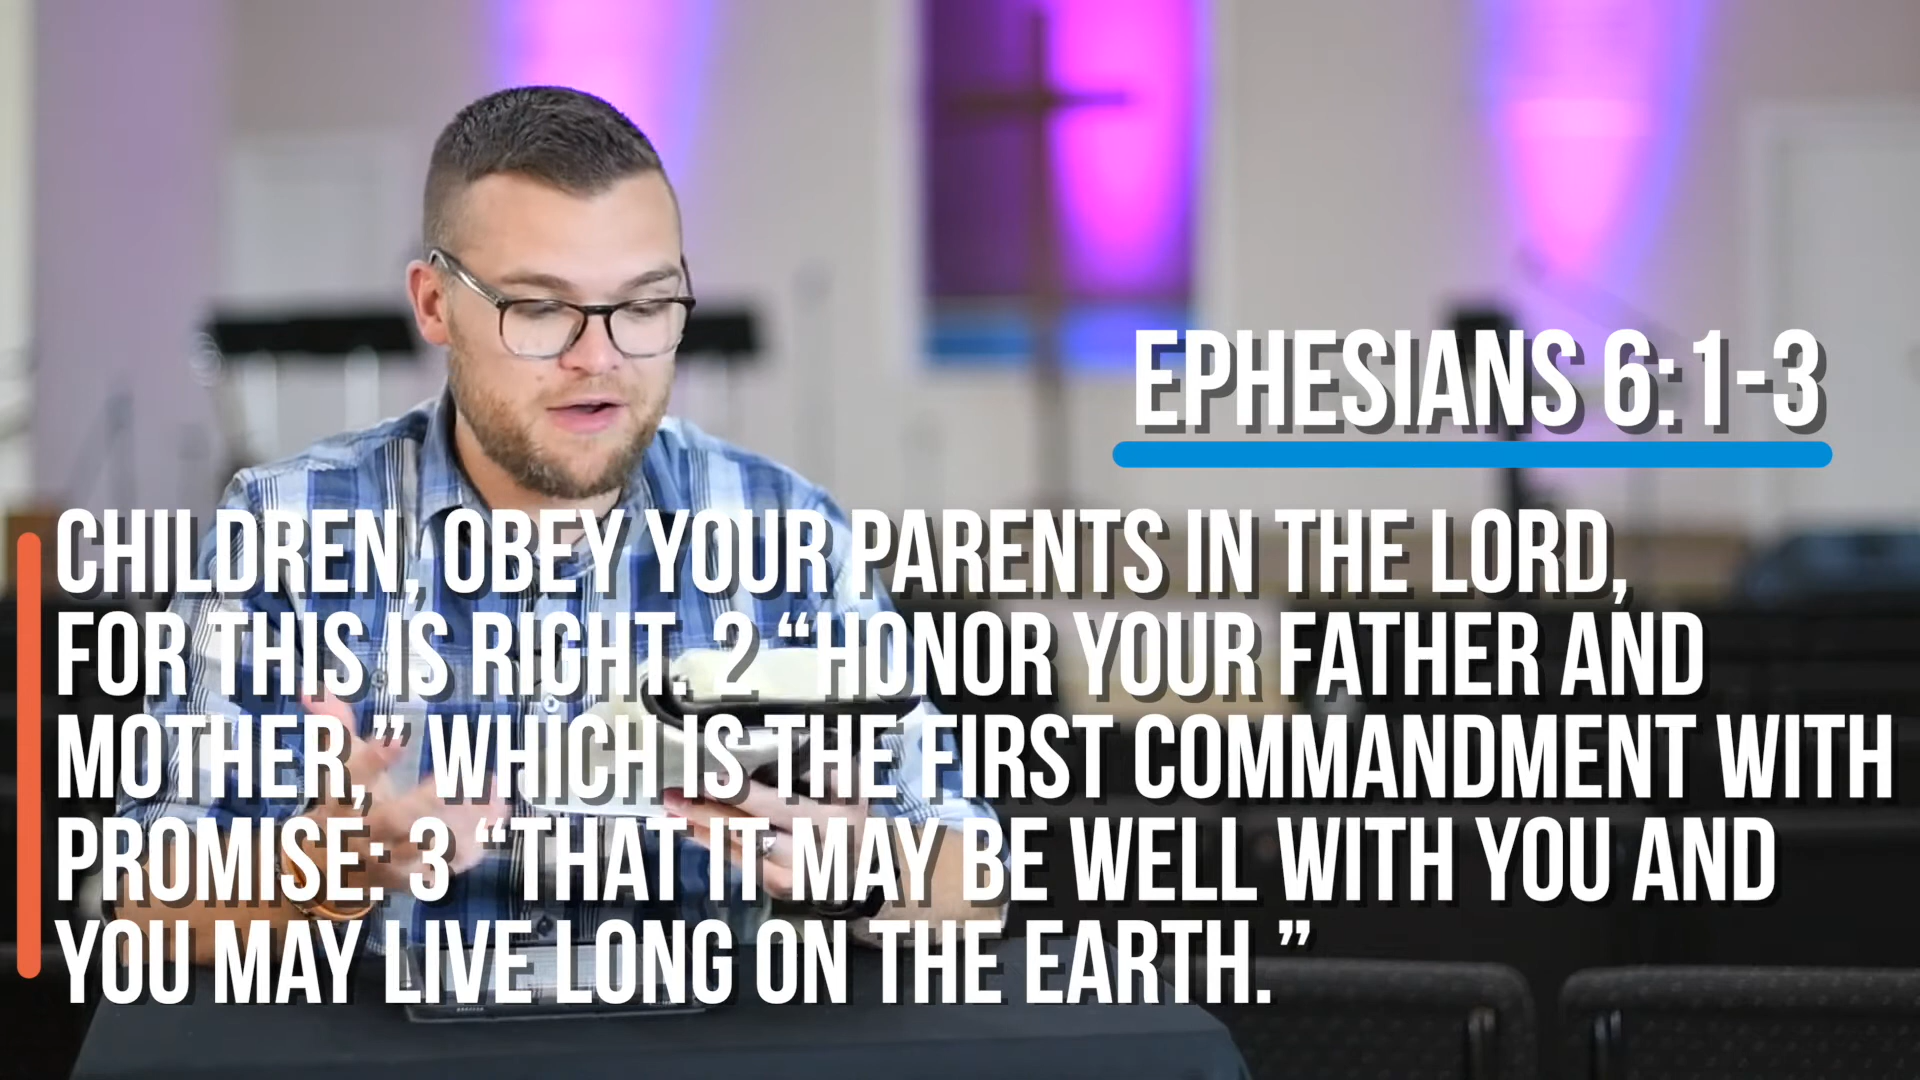 EPHESIANS 6:1-3
CHILDREN, OBEY YOUR PARENTS IN THE LORD,
FOR THIS IS RIGHT. 2 “HONOR YOUR FATHER AND
MOTHER,” WHICH IS THE FIRST COMMANDMENT WITH
PROMISE: 3 “THAT IT MAY BE WELL WITH YOU AND
YOU MAY LIVE LONG ON THE EARTH.”